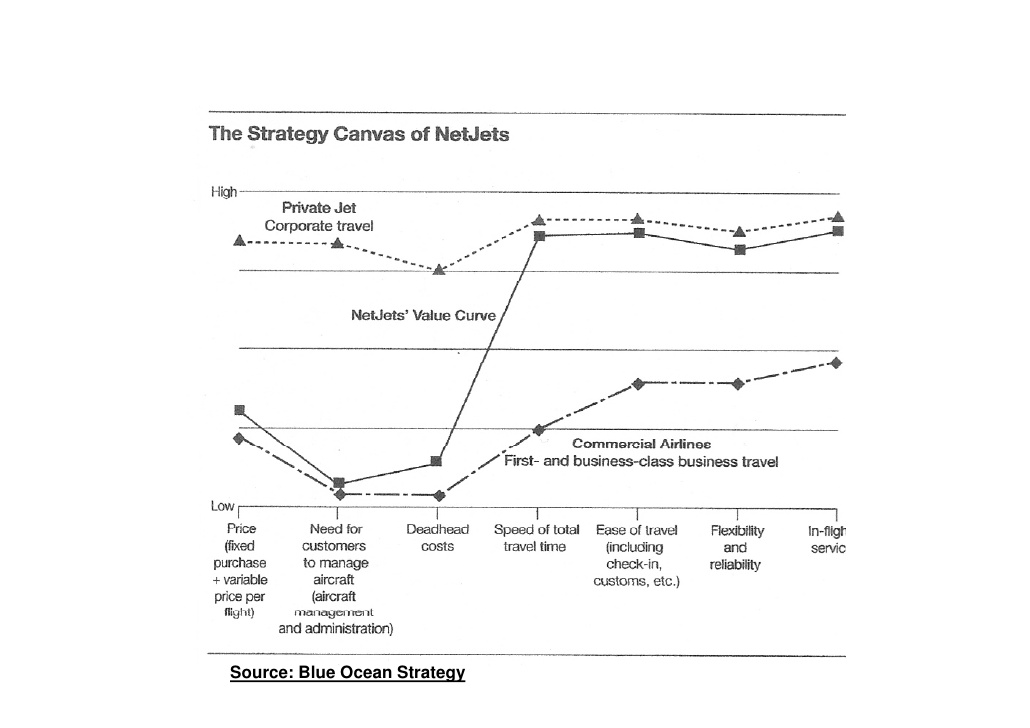 The Strategy Canvas of NetJets
High
Private Jet
Corporate travel
NetJets' Value Curve
Commercial Airlines
First- and business-class business travel
Low
Price
(fixed
purchase
+ variable
price per
flight)
Need for
customers
to manage
aircraft
(aircraft
management
and administration)
Deadhead
costs
Speed of total
travel time
Ease of travel
(including
check-in,
customs, etc.)
Flexibility
and
reliability
In-fligh
servic
Source: Blue Ocean Strategy